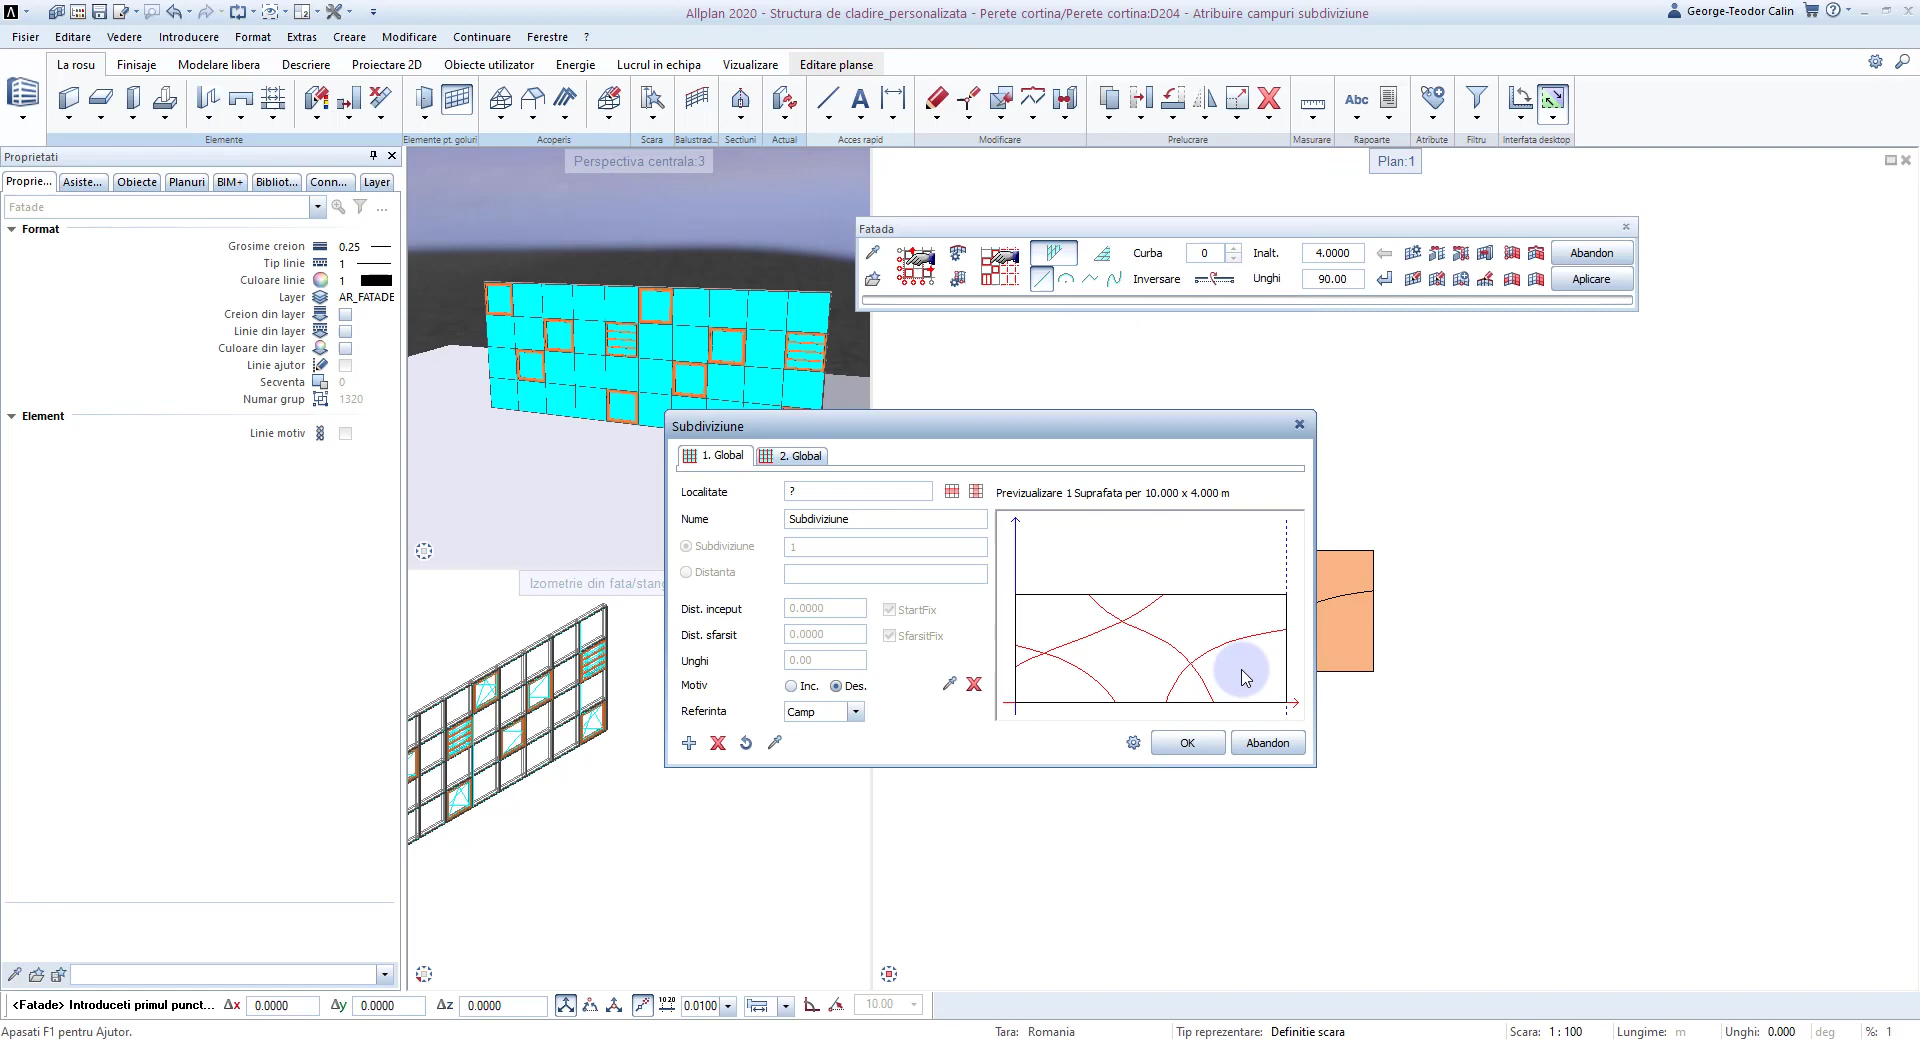 Allplan 2020 - Structura de cladire_personalizata - Perete cortina/Perete cortina:D204 - Atribuire campuri subdiviziune
George-Teodor Calin
Fisier Editare Vedere Introducere Format Extras Creare Modificare Continuare Ferestre ?
La rosu Finisaje Modelare libera Descriere Proiectare 2D Obiecte utilizator Energie Lucrul in echipa Vizualizare Editare planse
Abc
Elemente Elemente pt. goluri Acoperis Scara Balustrad... Sectiuni Actual Acces rapid Modificare Prelucrare Masurare Rapoarte Atribute Filtru Interfata desktop
Proprietati
Proprie... Asiste... Obiecte Planuri BIM+ Bibliot... Conn... Layer
Fatade
...
Format
Grosime creion 0.25
Tip linie 1
Culoare linie 1
Layer AR_FATADE
Creion din layer
Linie din layer
Culoare din layer
Linie ajutor
Secventa 0
Numar grup 1320
Element
Linie motiv
Perspectiva centrala:3
Plan:1
Izometrie din fata/stang
Fatada
Curba 0 Inalt. 4.0000 Abandon
Inversare Unghi 90.00 Aplicare
Subdiviziune
1. Global 2. Global
Localitate ?
Previzualizare 1 Suprafata per 10.000 x 4.000 m
Nume Subdiviziune
Subdiviziune 1
Distanta
Dist. inceput 0.0000 StartFix
Dist. sfarsit 0.0000 SfarsitFix
Unghi 0.00
Motiv Inc. Des.
Referinta Camp
OK Abandon
<Fatade> Introduceti primul punct... Δx 0.0000 Δy 0.0000 Δz 0.0000 1020 0.0100 10.00
Apasati F1 pentru Ajutor.
Tara: Romania Tip reprezentare: Definitie scara Scara: 1 : 100 Lungime: m Unghi: 0.000 deg %: 1